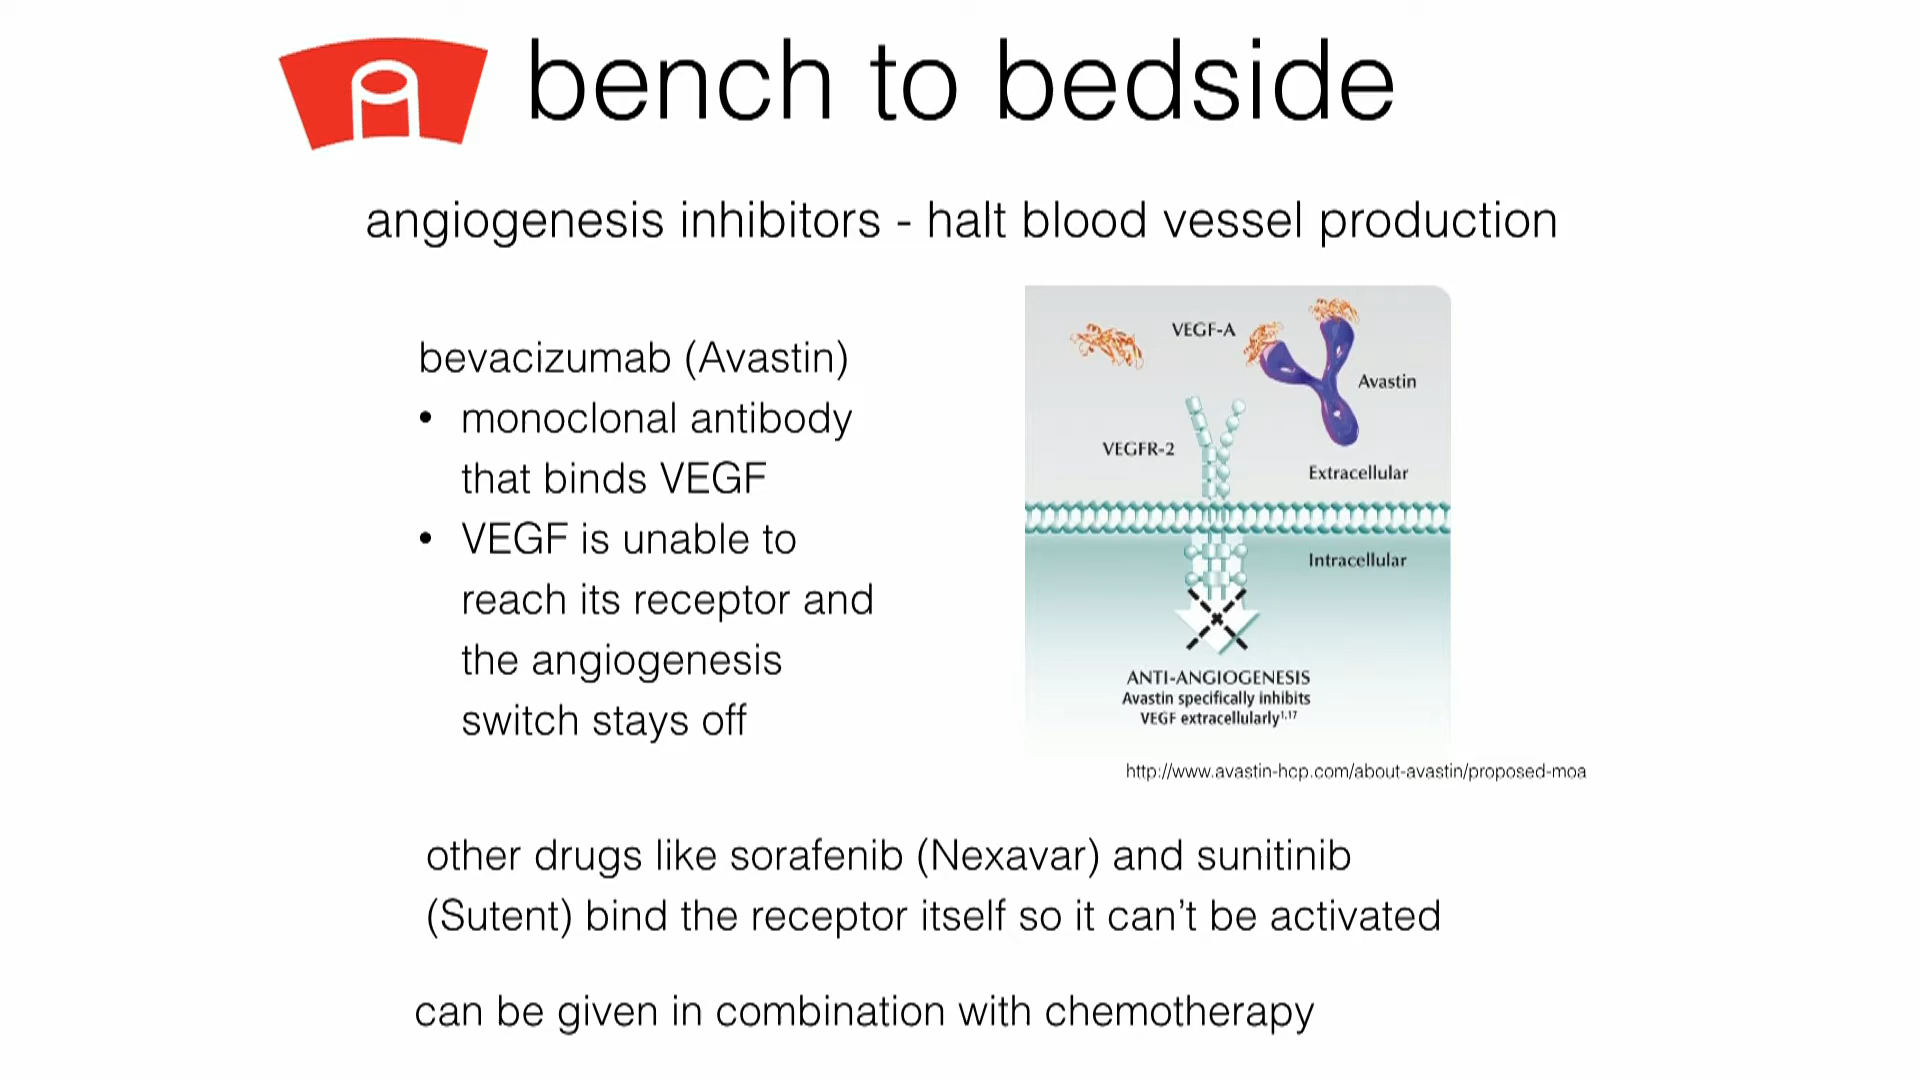 bench to bedside
angiogenesis inhibitors - halt blood vessel production
bevacizumab (Avastin)
• monoclonal antibody
that binds VEGF
• VEGF is unable to
reach its receptor and
the angiogenesis
switch stays off
VEGF-A
Avastin
VEGFR-2
Extracellular
Intracellular
ANTI-ANGIOGENESIS
Avastin specifically inhibits
VEGF extracellularly¹,¹⁷
http://www.avastin-hcp.com/about-avastin/proposed-moa
other drugs like sorafenib (Nexavar) and sunitinib
(Sutent) bind the receptor itself so it can’t be activated
can be given in combination with chemotherapy